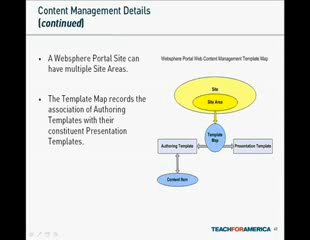 Content Management Details
(continued)
• A Websphere Portal Site can
have multiple Site Areas.
• The Template Map records the
association of Authoring
Templates with their
constituent Presentation
Templates.
Websphere Portal Web Content Management Template Map
Site
Site Area
Template
Map
Authoring Template
Presentation Template
Content Item
TEACHFORAMERICA